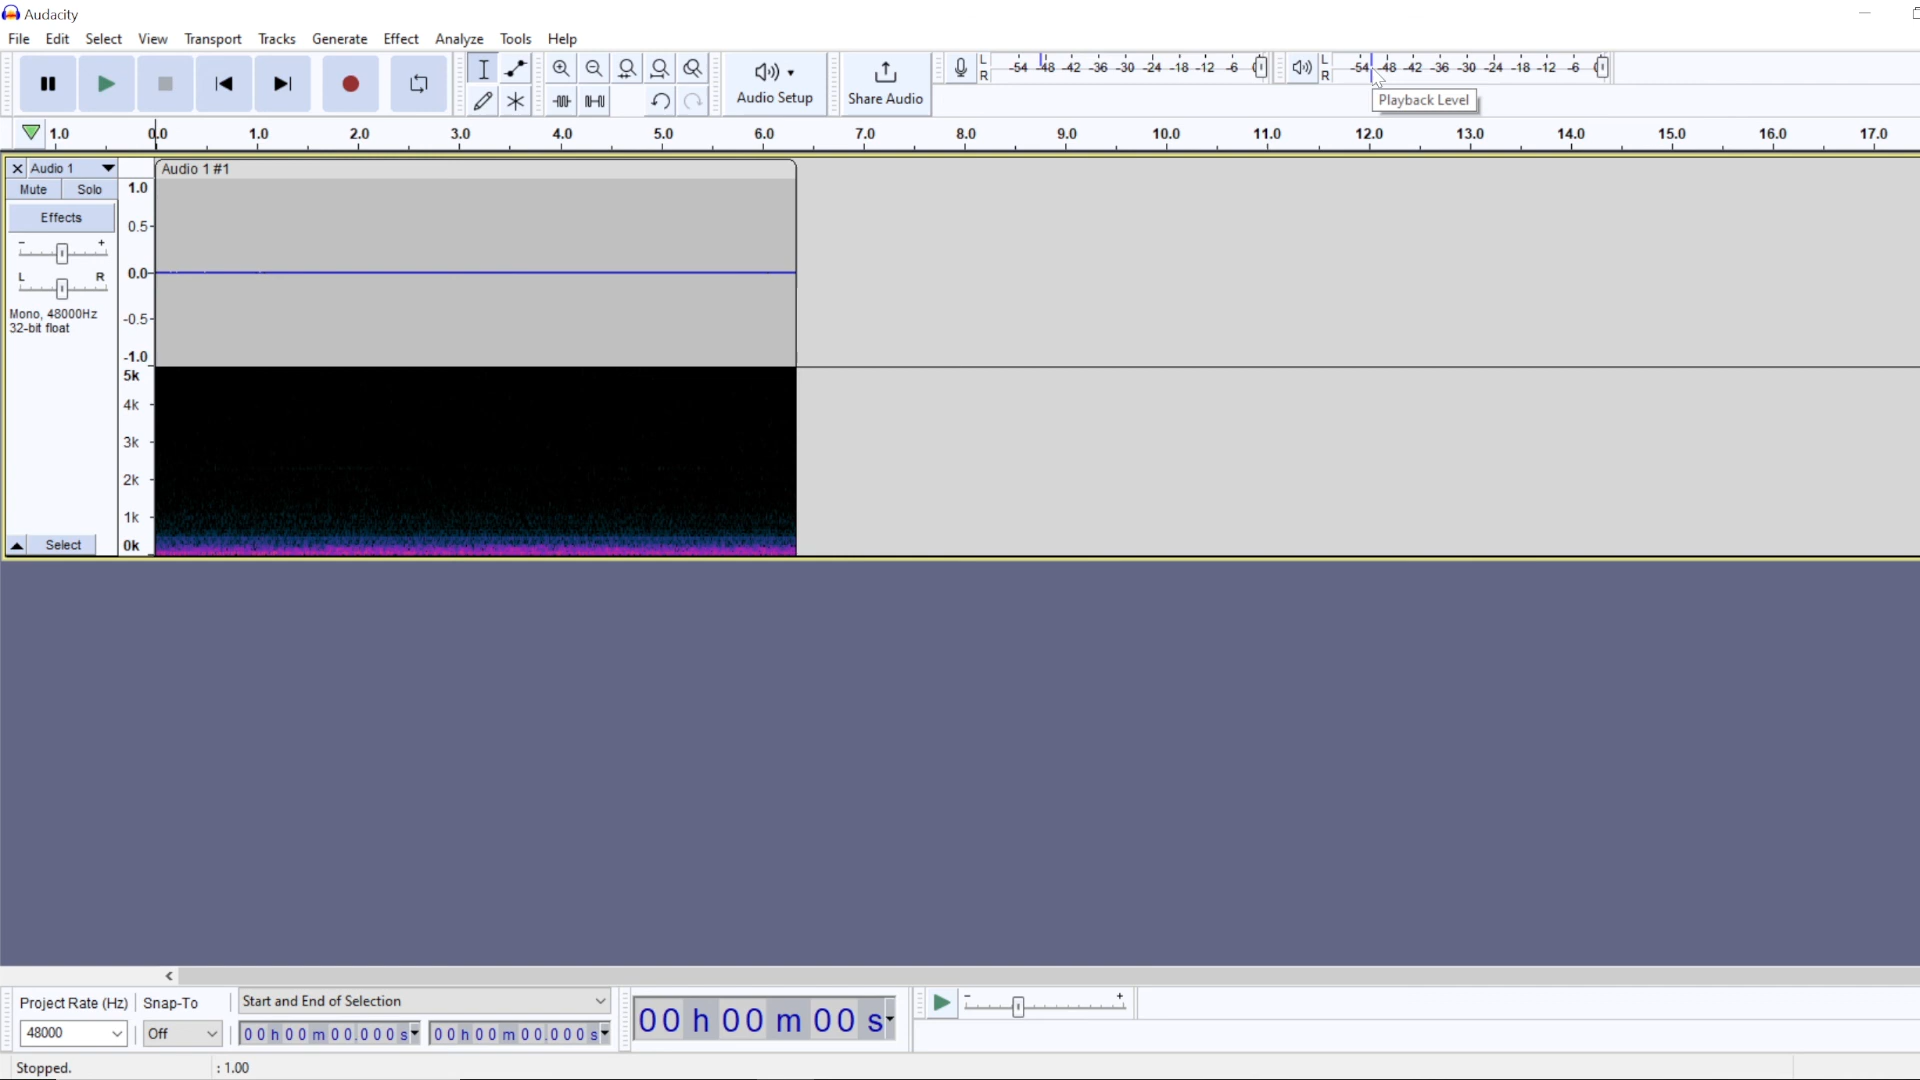 Audacity
File Edit Select View Transport Tracks Generate Effect Analyze Tools Help
L -54 -48 -42 -36 -30 -24 -18 -12 -6 0
R
L -54 -48 -42 -36 -30 -24 -18 -12 -6 0
R
Audio Setup
Share Audio
Playback Level
1.0 0.0 1.0 2.0 3.0 4.0 5.0 6.0 7.0 8.0 9.0 10.0 11.0 12.0 13.0 14.0 15.0 16.0 17.0
Audio 1
Audio 1 #1
Mute Solo
Effects
- +
L R
Mono, 48000Hz
32-bit float
Select
1.0
0.5
0.0
-0.5
-1.0
5k
4k
3k
2k
1k
0k
Project Rate (Hz) Snap-To Start and End of Selection
48000 Off 00 h 00 m 00.000 s 00 h 00 m 00.000 s
00 h 00 m 00 s
- +
Stopped. : 1.00